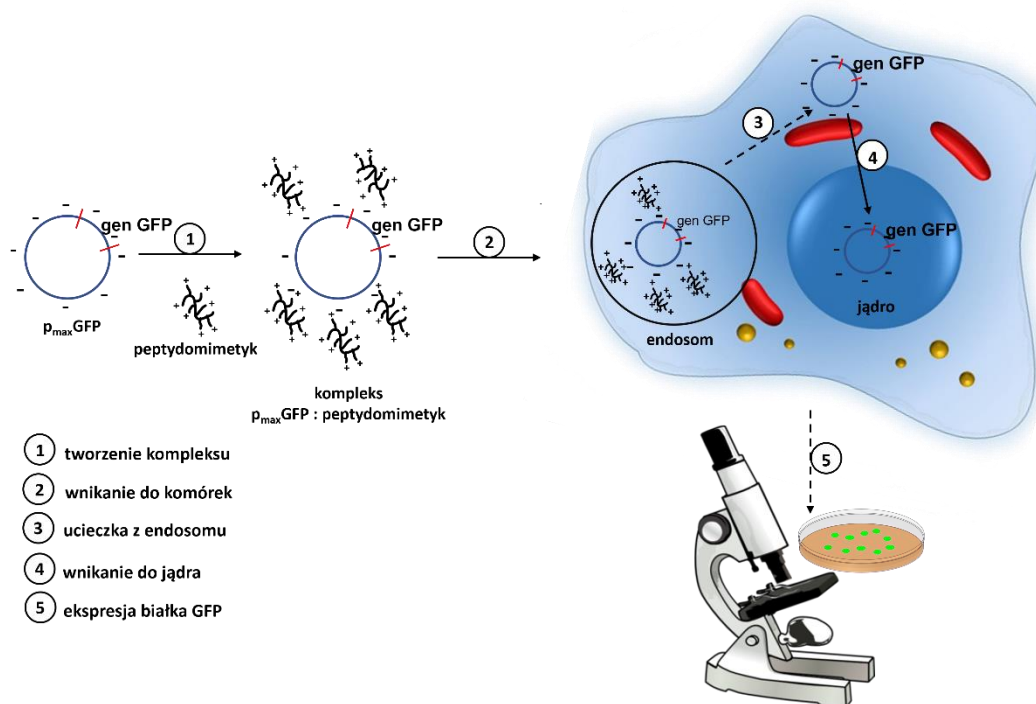 gen GFP
1
p_maxGFP
peptydomimetyk
gen GFP
kompleks
p_maxGFP : peptydomimetyk
2
gen GFP
endosom
3
gen GFP
4
gen GFP
jądro
5
1 tworzenie kompleksu
2 wnikanie do komórek
3 ucieczka z endosomu
4 wnikanie do jądra
5 ekspresja białka GFP